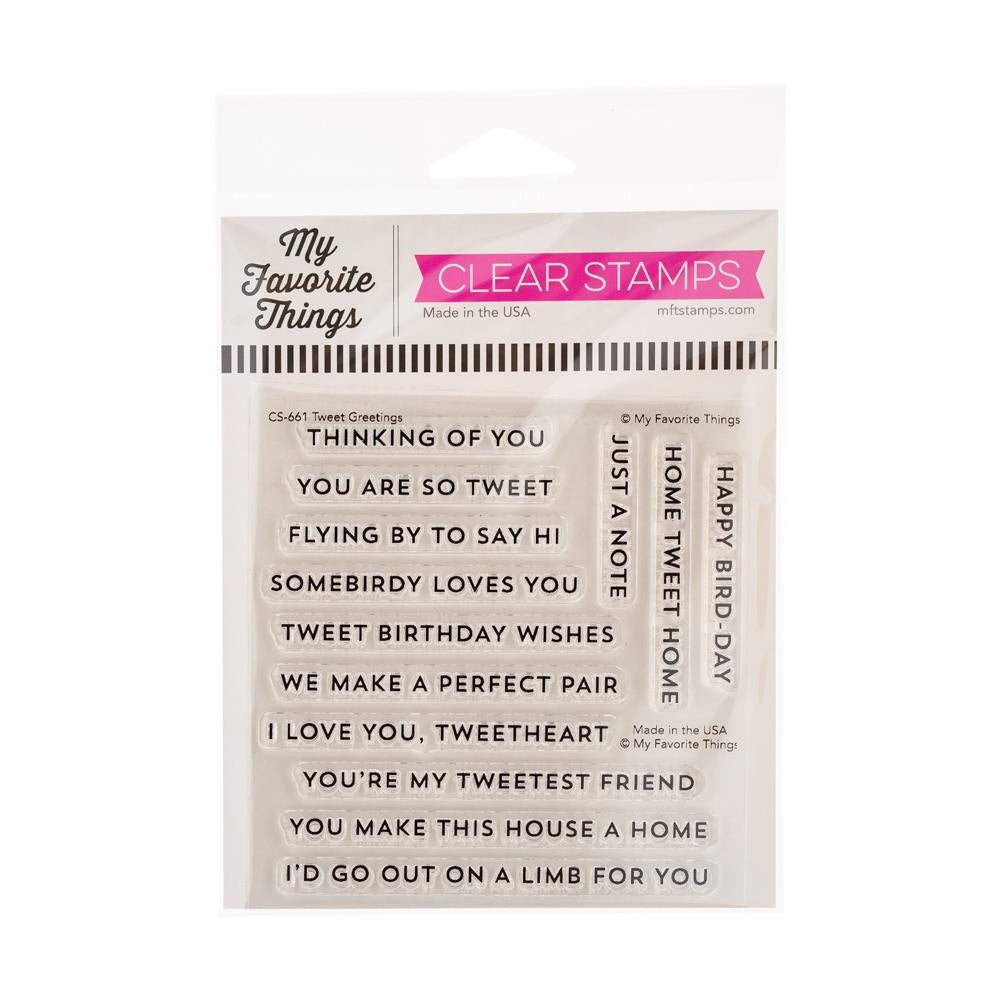 My
Favorite
Things
CLEAR STAMPS
Made in the USA
mftstamps.com
CS-661 Tweet Greetings
© My Favorite Things
THINKING OF YOU
YOU ARE SO TWEET
FLYING BY TO SAY HI
SOMEBIRDY LOVES YOU
TWEET BIRTHDAY WISHES
WE MAKE A PERFECT PAIR
I LOVE YOU, TWEETHEART
YOU'RE MY TWEETEST FRIEND
YOU MAKE THIS HOUSE A HOME
I'D GO OUT ON A LIMB FOR YOU
JUST A NOTE
HOME TWEET HOME
HAPPY BIRD-DAY
Made in the USA
© My Favorite Things